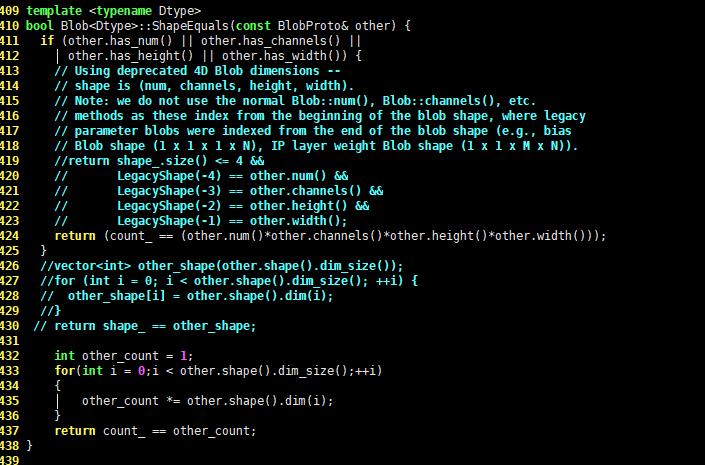 409 template <typename Dtype>
410 bool Blob<Dtype>::ShapeEquals(const BlobProto& other) {
411   if (other.has_num() || other.has_channels() ||
412     | other.has_height() || other.has_width()) {
413     // Using deprecated 4D Blob dimensions --
414     // shape is (num, channels, height, width).
415     // Note: we do not use the normal Blob::num(), Blob::channels(), etc.
416     // methods as these index from the beginning of the blob shape, where legacy
417     // parameter blobs were indexed from the end of the blob shape (e.g., bias
418     // Blob shape (1 x 1 x 1 x N), IP layer weight Blob shape (1 x 1 x M x N)).
419     //return shape_.size() <= 4 &&
420     //       LegacyShape(-4) == other.num() &&
421     //       LegacyShape(-3) == other.channels() &&
422     //       LegacyShape(-2) == other.height() &&
423     //       LegacyShape(-1) == other.width();
424     return (count_ == (other.num()*other.channels()*other.height()*other.width()));
425   }
426   //vector<int> other_shape(other.shape().dim_size());
427   //for (int i = 0; i < other.shape().dim_size(); ++i) {
428   //  other_shape[i] = other.shape().dim(i);
429   //}
430  // return shape_ == other_shape;
431
432     int other_count = 1;
433     for(int i = 0;i < other.shape().dim_size();++i)
434     {
435     |   other_count *= other.shape().dim(i);
436     }
437     return count_ == other_count;
438 }
439